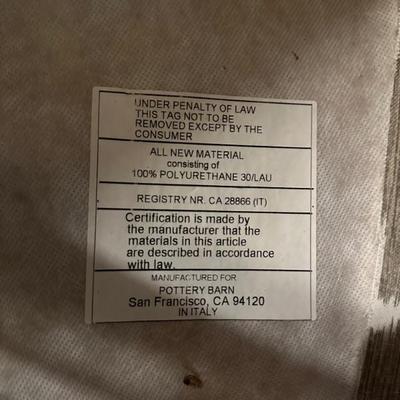 UNDER PENALTY OF LAW
THIS TAG NOT TO BE
REMOVED EXCEPT BY THE
CONSUMER
ALL NEW MATERIAL
consisting of
100% POLYURETHANE 30/LAU
REGISTRY NR. CA 28866 (IT)
Certification is made by
the manufacturer that the
materials in this article
are described in accordance
with law.
MANUFACTURED FOR
POTTERY BARN
San Francisco, CA 94120
IN ITALY